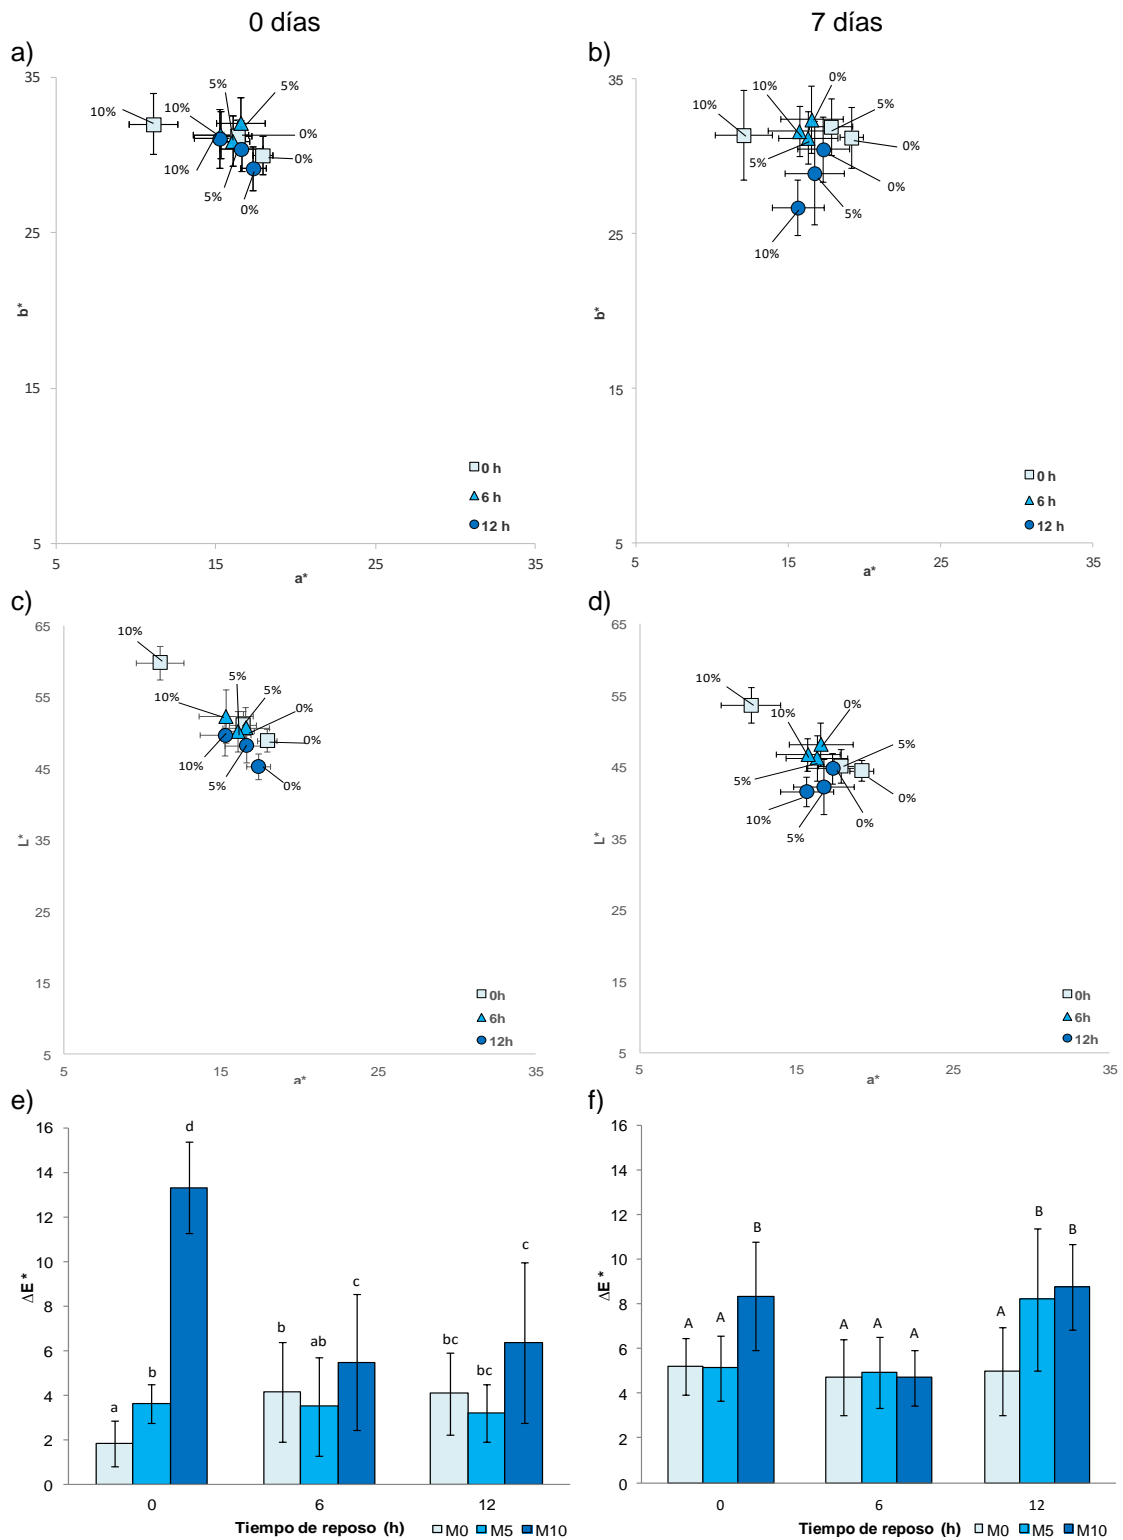 0 días
7 días
a)
b)
35
25
15
5
b*
10%
10%
5%
5%
0%
0%
10%
5%
0%
0 h
6 h
12 h
5
15
25
35
a*
35
25
15
5
b*
10%
10%
0%
5%
0%
5%
0%
5%
10%
0 h
6 h
12 h
5
15
25
35
a*
c)
d)
65
55
45
35
25
15
5
L*
10%
5%
5%
10%
0%
0%
10%
5%
0%
0h
6h
12h
5
15
25
35
a*
65
55
45
35
25
15
5
L*
10%
0%
10%
5%
5%
0%
10%
0%
5%
0h
6h
12h
5
15
25
35
a*
e)
f)
16
14
12
10
8
6
4
2
0
ΔE*
a
b
d
b
ab
c
bc
bc
c
0
6
12
Tiempo de reposo (h)
M0 M5 M10
16
14
12
10
8
6
4
2
0
ΔE*
A
A
B
A
A
A
A
B
B
0
6
12
Tiempo de reposo (h)
M0 M5 M10